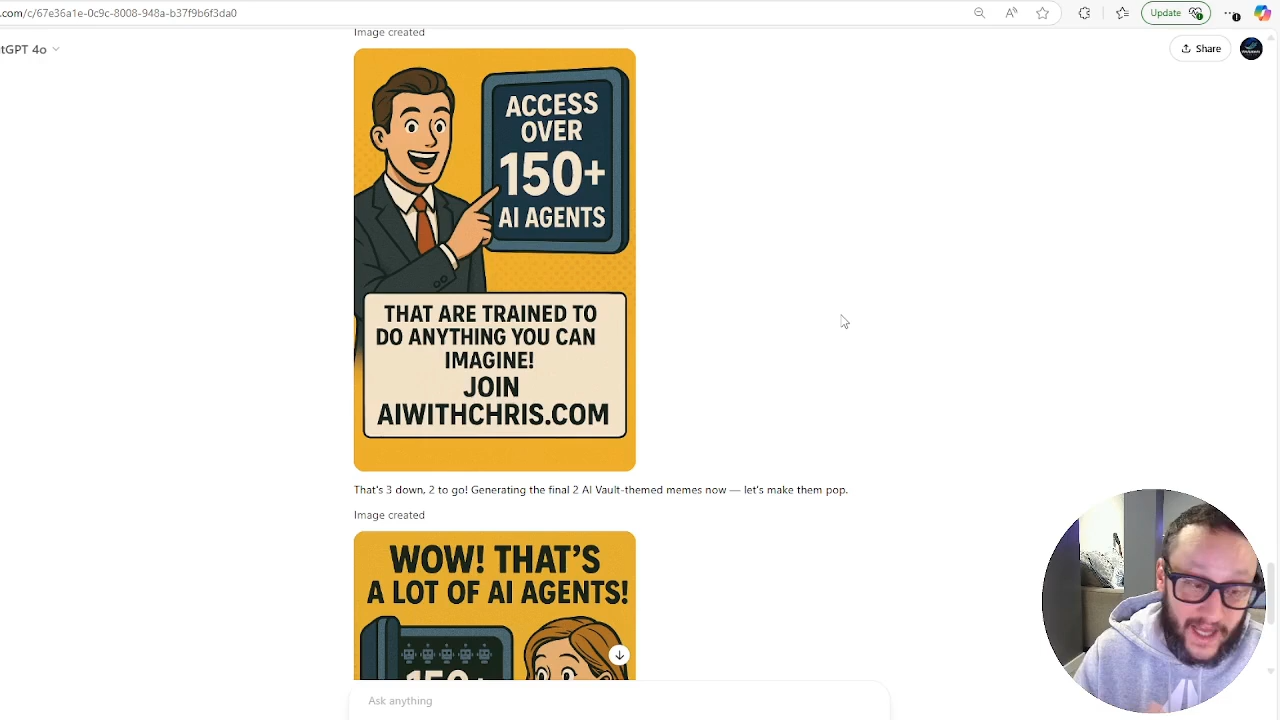 .com/c/67e36a1e-0c9c-8008-948a-b37f9b6f3da0
Update
tGPT 4o
Share
Image created
ACCESS
OVER
150+
AI AGENTS
THAT ARE TRAINED TO
DO ANYTHING YOU CAN
IMAGINE!
JOIN
AIWITHCHRIS.COM
That's 3 down, 2 to go! Generating the final 2 AI Vault-themed memes now — let's make them pop.
Image created
WOW! THAT'S
A LOT OF AI AGENTS!
150+
Ask anything